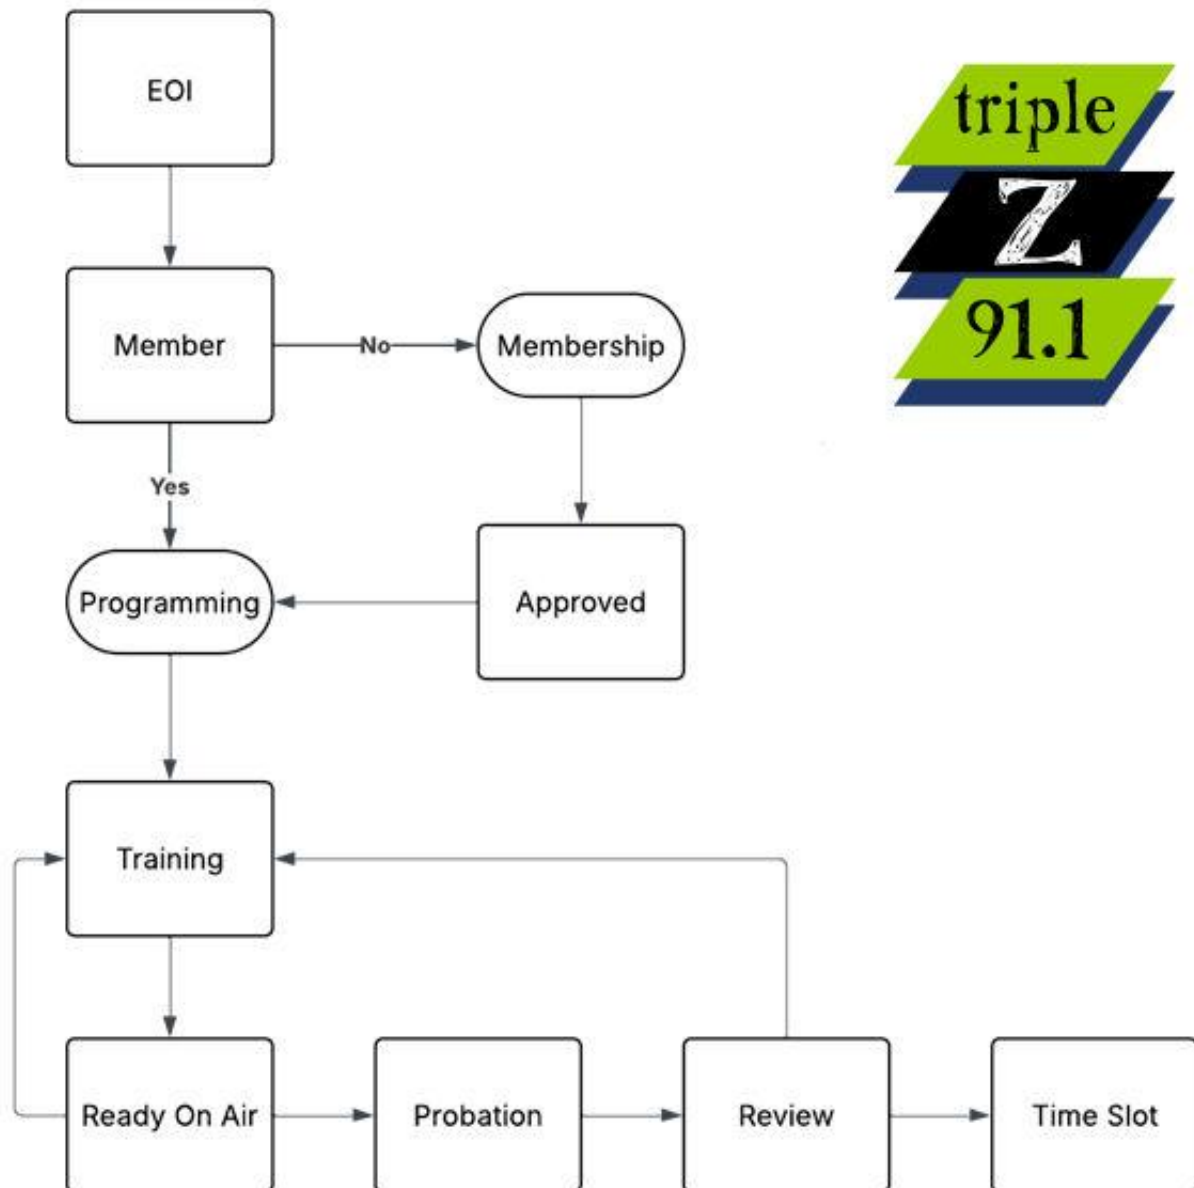 EOI
triple
Z
91.1
Member
No
Membership
Yes
Programming
Approved
Training
Ready On Air
Probation
Review
Time Slot